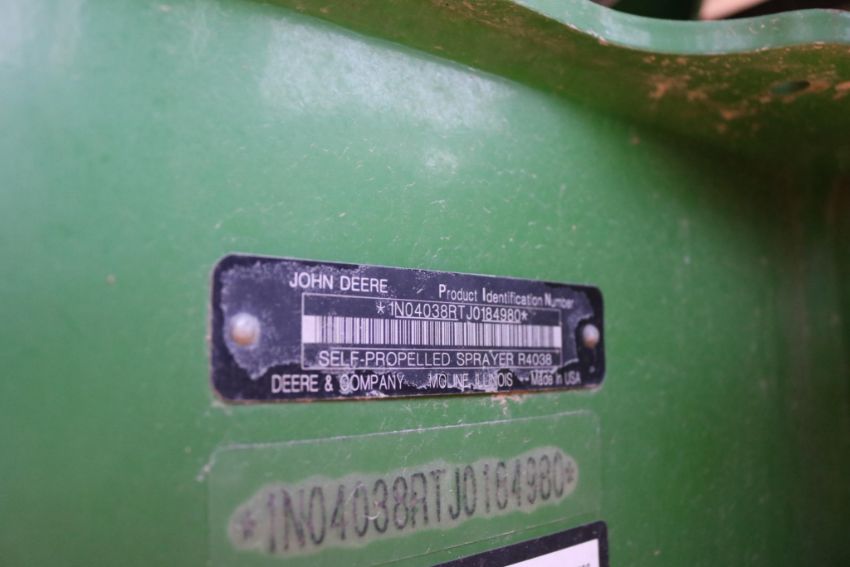 JOHN DEERE Product Identification Number
*1N04038RTJ0184980*
SELF-PROPELLED SPRAYER R4038
DEERE & COMPANY MOLINE, ILLINOIS Made in USA
*1N04038RTJ0184980*